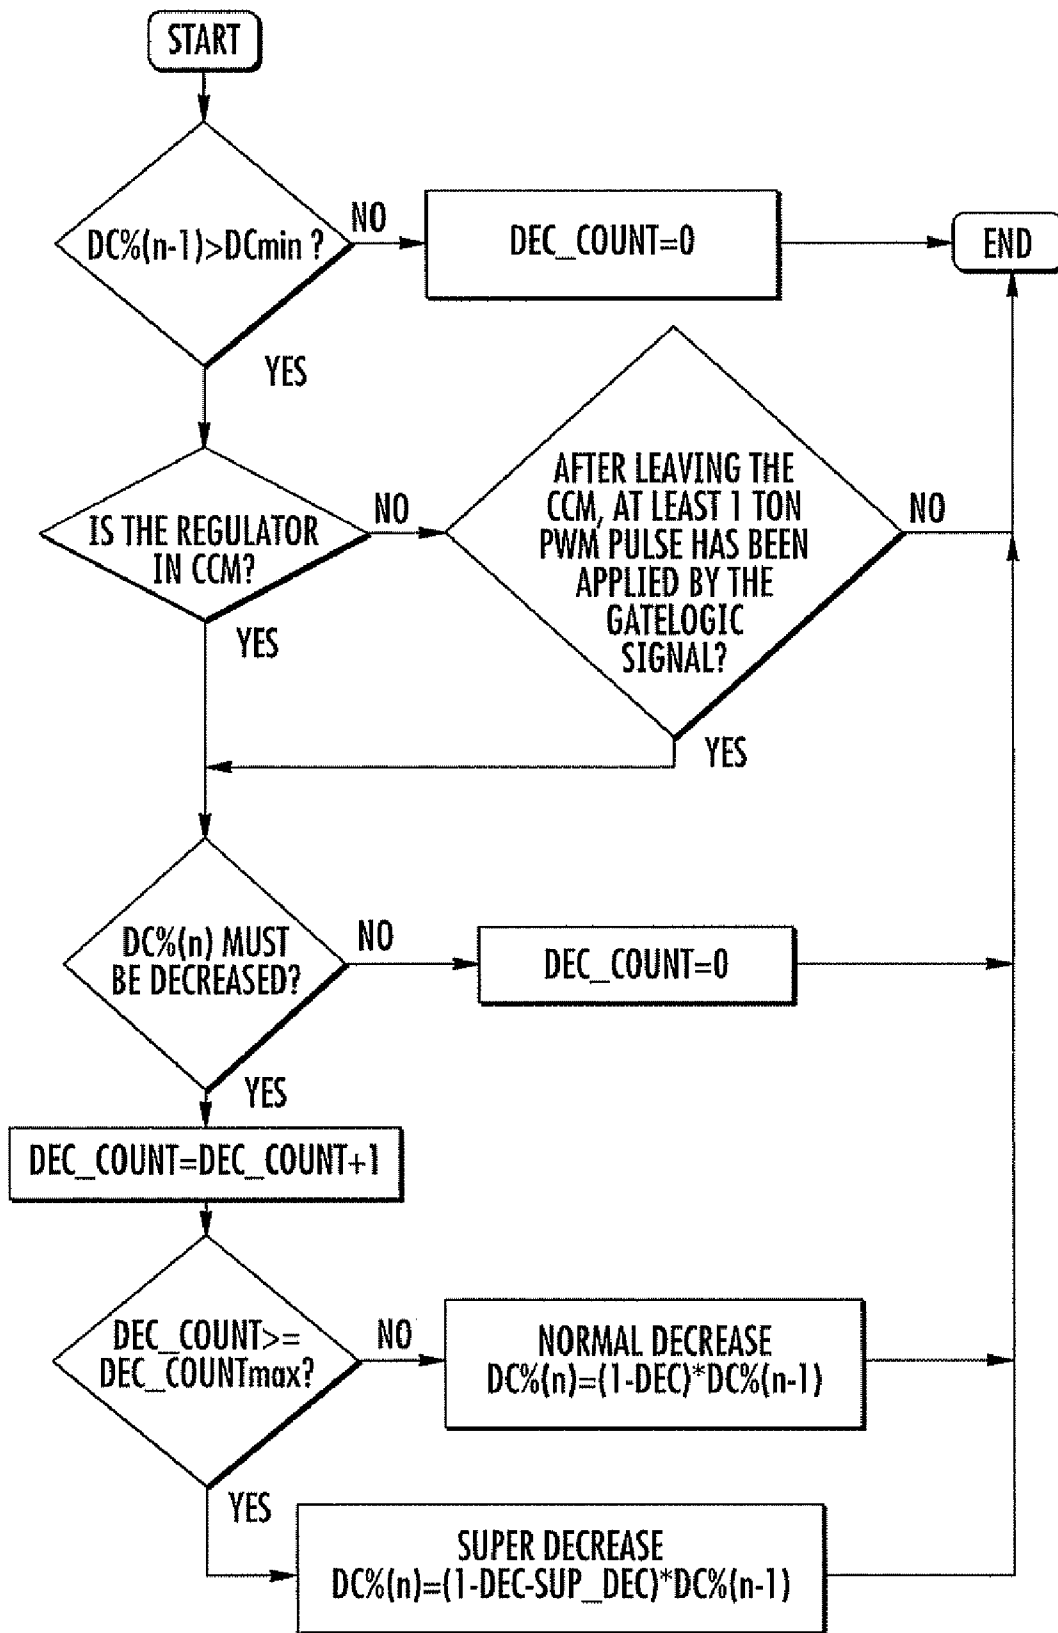 START
DC%(n-1)>DCmin ?
NO
DEC_COUNT=0
END
YES
IS THE REGULATOR
IN CCM?
NO
AFTER LEAVING THE
CCM, AT LEAST 1 TON
PWM PULSE HAS BEEN
APPLIED BY THE
GATELOGIC
SIGNAL?
NO
YES
YES
DC%(n) MUST
BE DECREASED?
NO
DEC_COUNT=0
YES
DEC_COUNT=DEC_COUNT+1
DEC_COUNT>=
DEC_COUNTmax?
NO
NORMAL DECREASE
DC%(n)=(1-DEC)*DC%(n-1)
YES
SUPER DECREASE
DC%(n)=(1-DEC-SUP_DEC)*DC%(n-1)